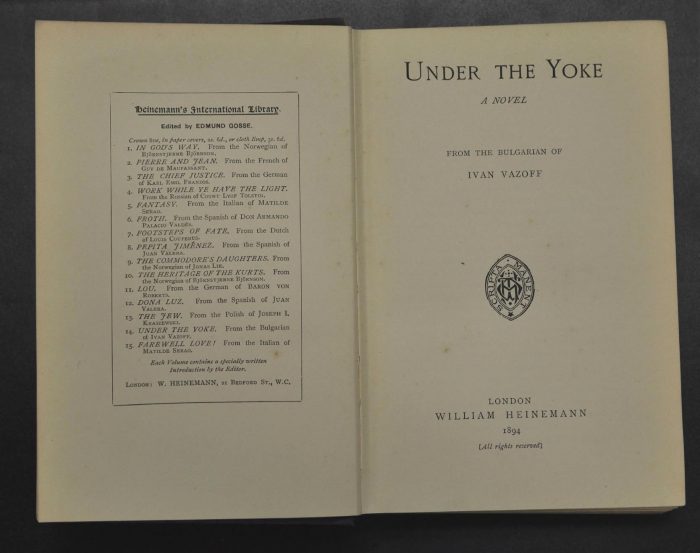 Heinemann's International Library.
Edited by EDMUND GOSSE.
Crown 8vo, in paper covers, 2s. 6d., or cloth limp, 3s. 6d.
1. IN GOD'S WAY. From the Norwegian of
BJÖRNSTJERNE BJÖRNSON.
2. PIERRE AND JEAN. From the French of
GUY DE MAUPASSANT.
3. THE CHIEF JUSTICE. From the German
of KARL EMIL FRANZOS.
4. WORK WHILE YE HAVE THE LIGHT.
From the Russian of COUNT LYOF TOLSTOI.
5. FANTASY. From the Italian of MATILDE
SERAO.
6. FROTH. From the Spanish of DON ARMANDO
PALACIO VALDÉS.
7. FOOTSTEPS OF FATE. From the Dutch
of LOUIS COUPERUS.
8. PEPITA JIMÉNEZ. From the Spanish of
JUAN VALERA.
9. THE COMMODORE'S DAUGHTERS. From
the Norwegian of JONAS LIE.
10. THE HERITAGE OF THE KURTS. From
the Norwegian of BJÖRNSTJERNE BJÖRNSON.
11. LOU. From the German of BARON VON
ROBERTS.
12. DOÑA LUZ. From the Spanish of JUAN
VALERA.
13. THE JEW. From the Polish of JOSEPH I.
KRASZEWSKI.
14. UNDER THE YOKE. From the Bulgarian
of IVAN VAZOFF.
15. FAREWELL LOVE! From the Italian of
MATILDE SERAO.
Each Volume contains a specially written
Introduction by the Editor.
LONDON: W. HEINEMANN, 21 BEDFORD ST., W.C.
UNDER THE YOKE
A NOVEL
FROM THE BULGARIAN OF
IVAN VAZOFF
SCRIPTA MANENT
WH
LONDON
WILLIAM HEINEMANN
1894
(All rights reserved)